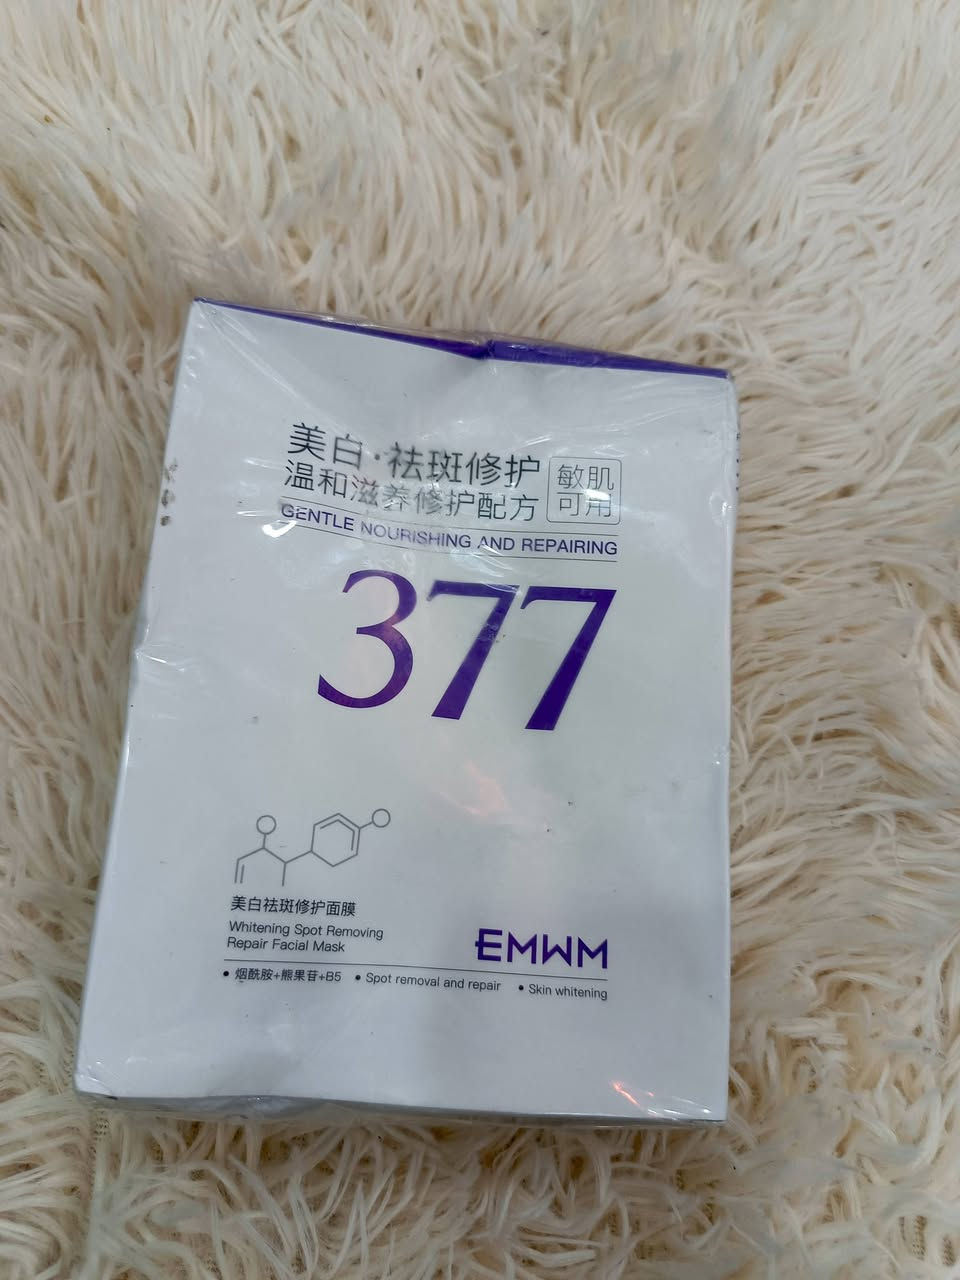 美白·祛斑修护
温和滋养修护配方
敏肌
可用
GENTLE NOURISHING AND REPAIRING
377
美白祛斑修护面膜
Whitening Spot Removing
Repair Facial Mask
EMWM
• 烟酰胺+熊果苷+B5 • Spot removal and repair • Skin whitening